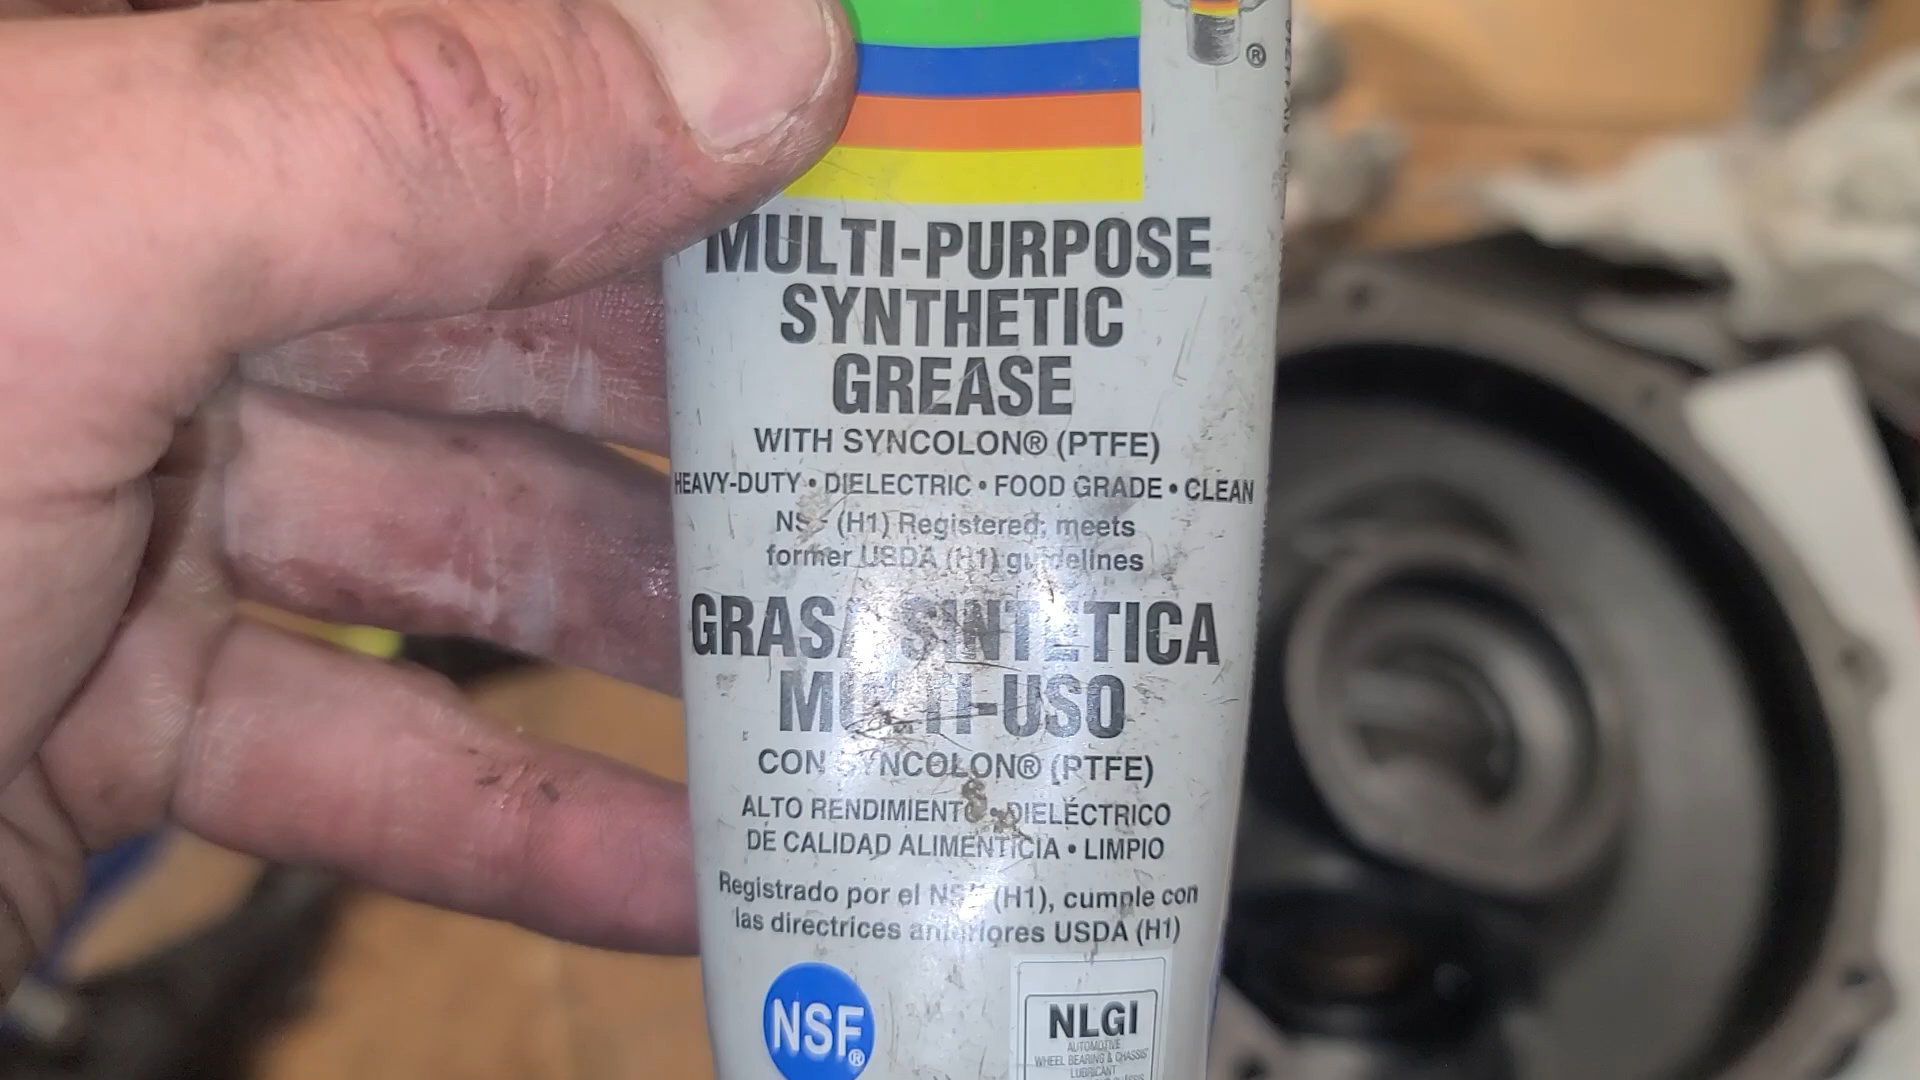 ®
MULTI-PURPOSE
SYNTHETIC
GREASE
WITH SYNCOLON® (PTFE)
HEAVY-DUTY • DIELECTRIC • FOOD GRADE • CLEAN
NSF (H1) Registered; meets
former USDA (H1) guidelines
GRASA SINTETICA
MULTI-USO
CON SYNCOLON® (PTFE)
ALTO RENDIMIENTO • DIELÉCTRICO
DE CALIDAD ALIMENTICIA • LIMPIO
Registrado por el NSF (H1), cumple con
las directrices anteriores USDA (H1)
NSF®
NLGI
AUTOMOTIVE
WHEEL BEARING & CHASSIS
LUBRICANT